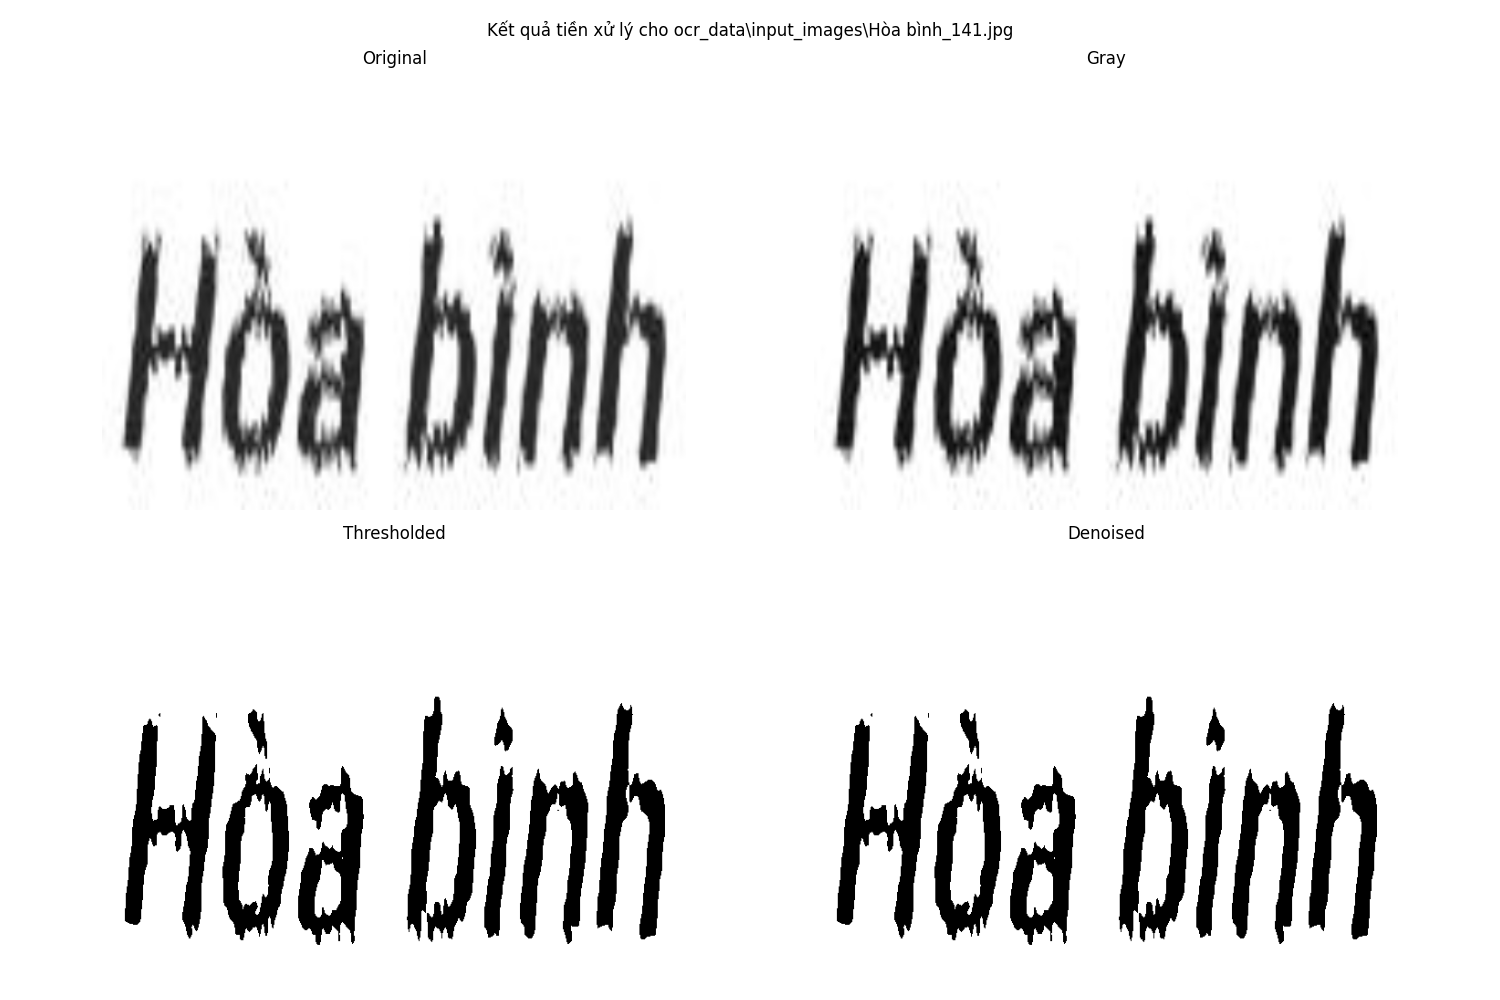 Kết quả tiền xử lý cho ocr_data\input_images\Hòa bình_141.jpg
Original
Gray
Hòa bình
Hòa bình
Thresholded
Denoised
Hòa bình
Hòa bình